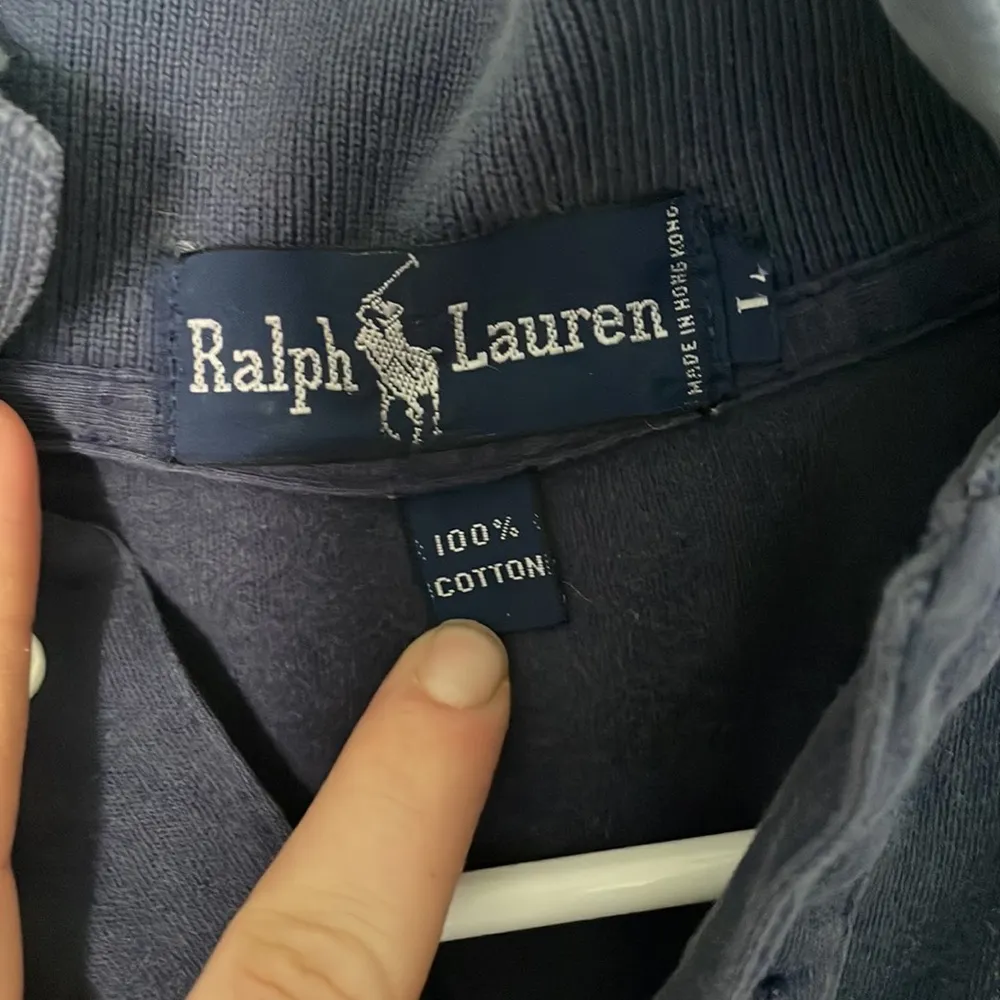 Ralph Lauren
MADE IN HONG KONG
L
100%
COTTON